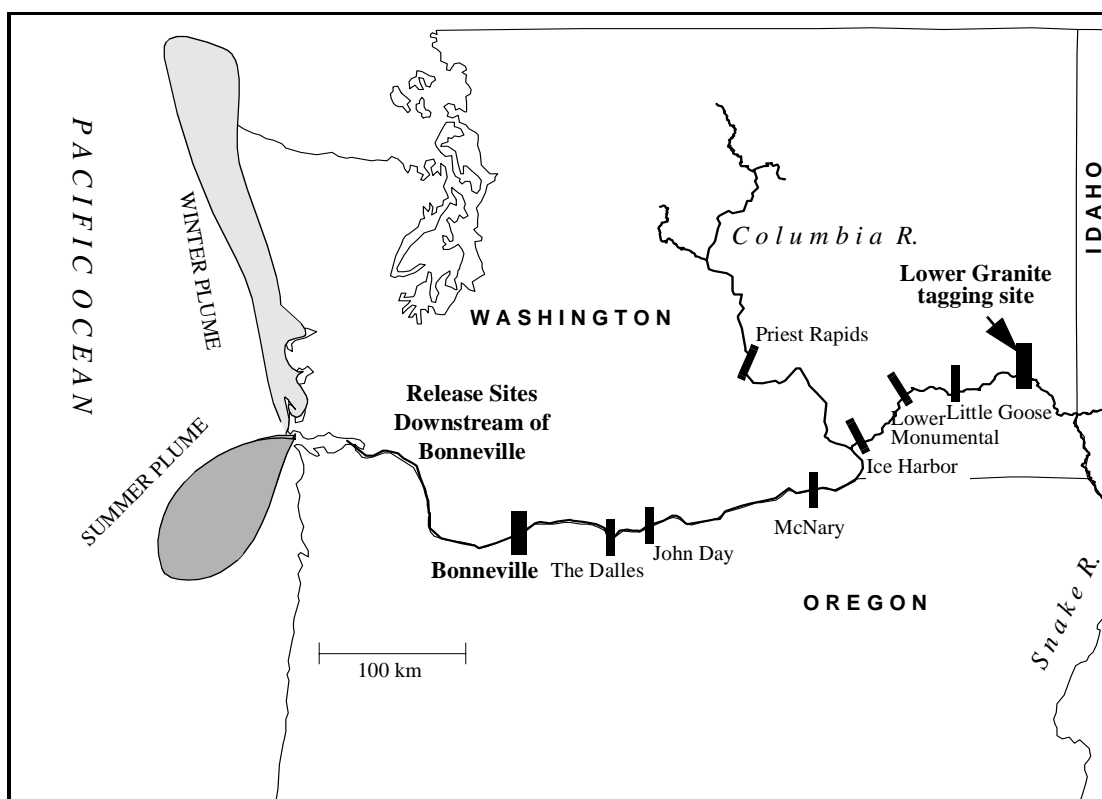 PACIFIC OCEAN
WINTER PLUME
SUMMER PLUME
WASHINGTON
Columbia R.
IDAHO
Lower Granite
tagging site
Priest Rapids
Release Sites
Downstream of
Bonneville
Lower
Monumental
Little Goose
Ice Harbor
McNary
John Day
The Dalles
Bonneville
OREGON
Snake R.
100 km